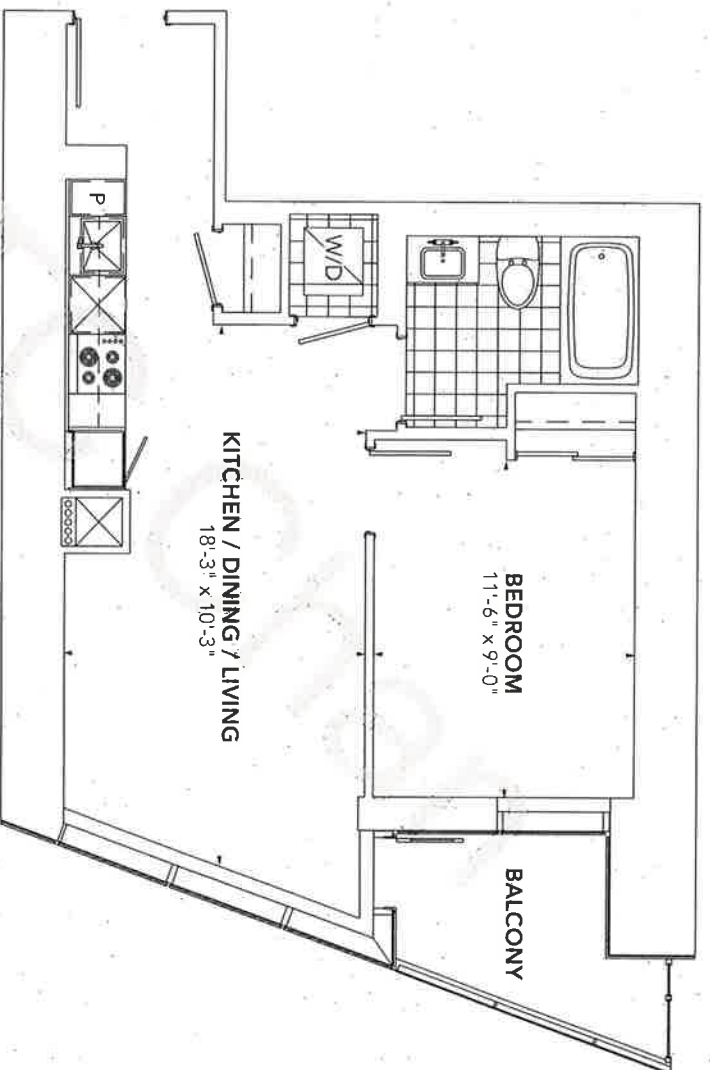 P
W/D
KITCHEN / DINING / LIVING
18'-3" x 10'-3"
BEDROOM
11'-6" x 9'-0"
BALCONY